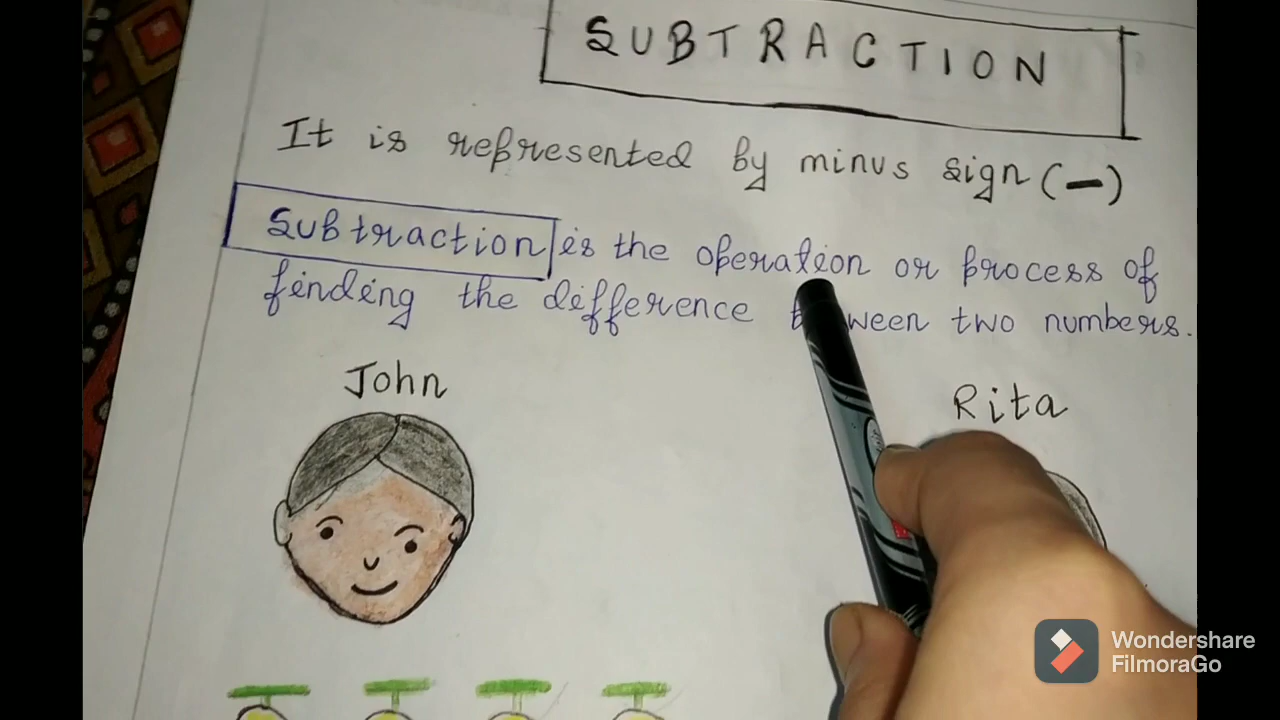 SUBTRACTION
It is represented by minus sign (-)
Subtraction is the operation or process of
finding the difference between two numbers.
John
Rita
Wondershare
FilmoraGo